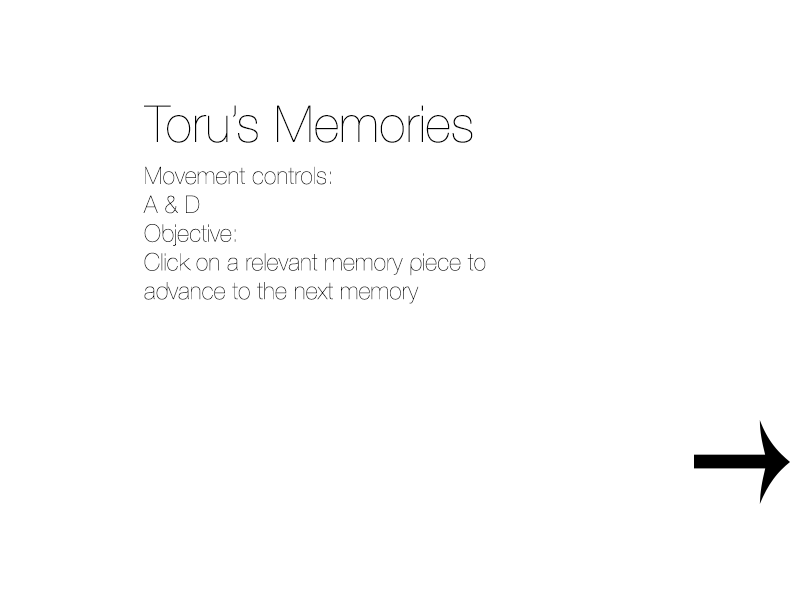 Toru's Memories
Movement controls:
A & D
Objective:
Click on a relevant memory piece to
advance to the next memory